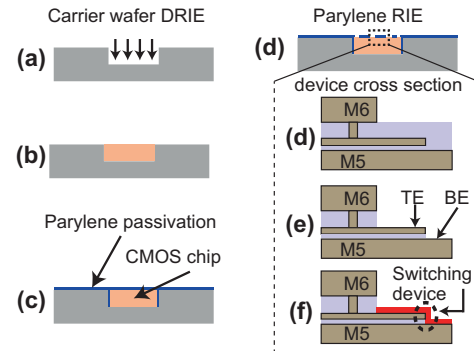 Carrier wafer DRIE
(a)
(b)
Parylene passivation
CMOS chip
(c)
Parylene RIE
(d)
device cross section
M6
(d)
M5
M6
TE
BE
(e)
M5
M6
Switching
device
(f)
M5